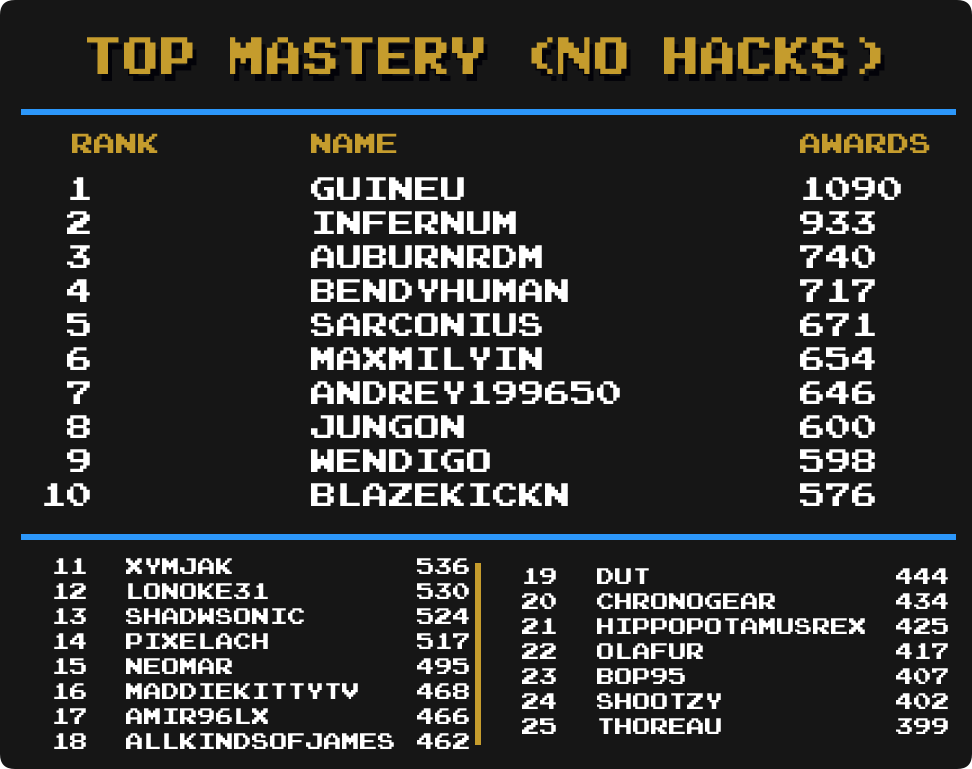 TOP MASTERY (NO HACKS)
RANK NAME AWARDS
1 GUINEU 1090
2 INFERNUM 933
3 AUBURNRDM 740
4 BENDYHUMAN 717
5 SARCONIUS 671
6 MAXMILYIN 654
7 ANDREY199650 646
8 JUNGON 600
9 WENDIGO 598
10 BLAZEKICKN 576
11 XYMJAK 536
12 LONOKE31 530
13 SHADWSONIC 524
14 PIXELACH 517
15 NEOMAR 495
16 MADDIEKITTYTV 468
17 AMIR96LX 466
18 ALLKINDSOFJAMES 462
19 DUT 444
20 CHRONOGEAR 434
21 HIPPOPOTAMUSREX 425
22 OLAFUR 417
23 BOP95 407
24 SHOOTZY 402
25 THOREAU 399